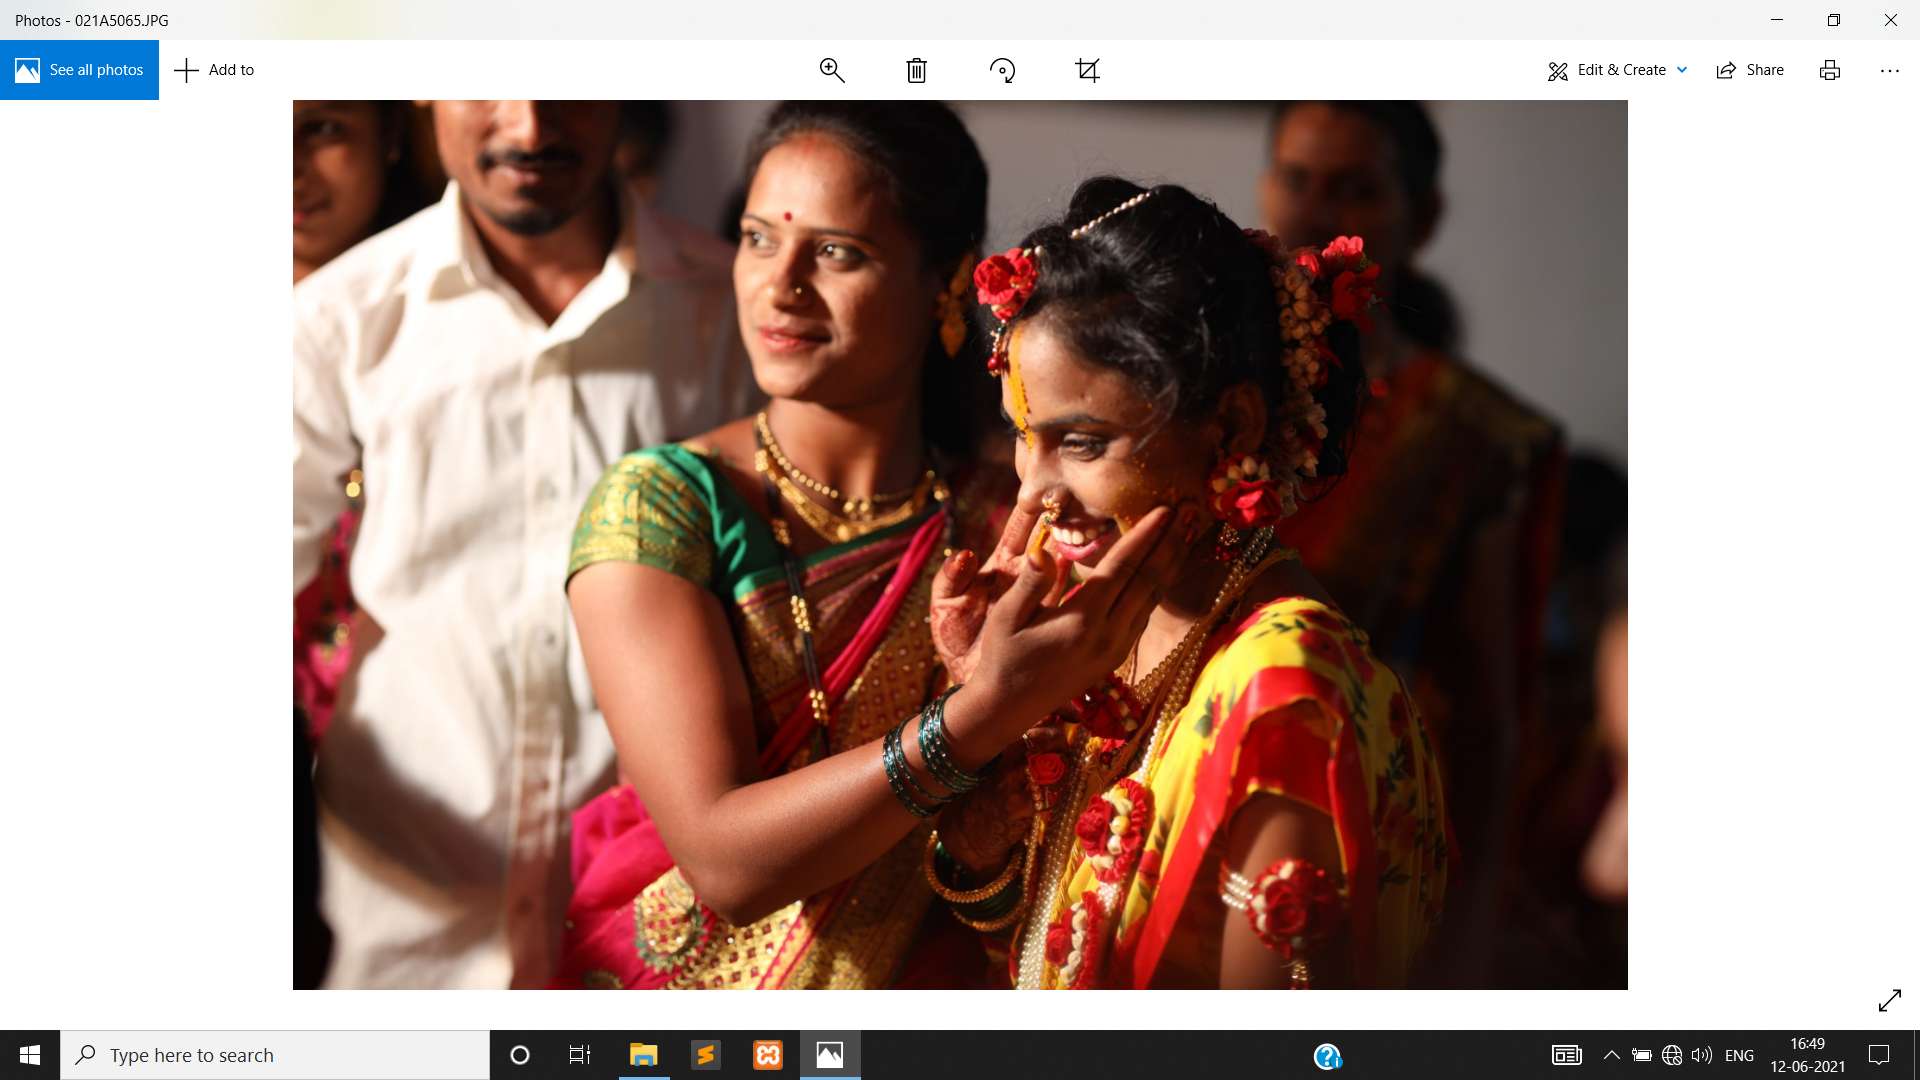 Photos - 021A5065.JPG
See all photos
Add to
Edit & Create
Share
Type here to search
ENG
16:49
12-06-2021